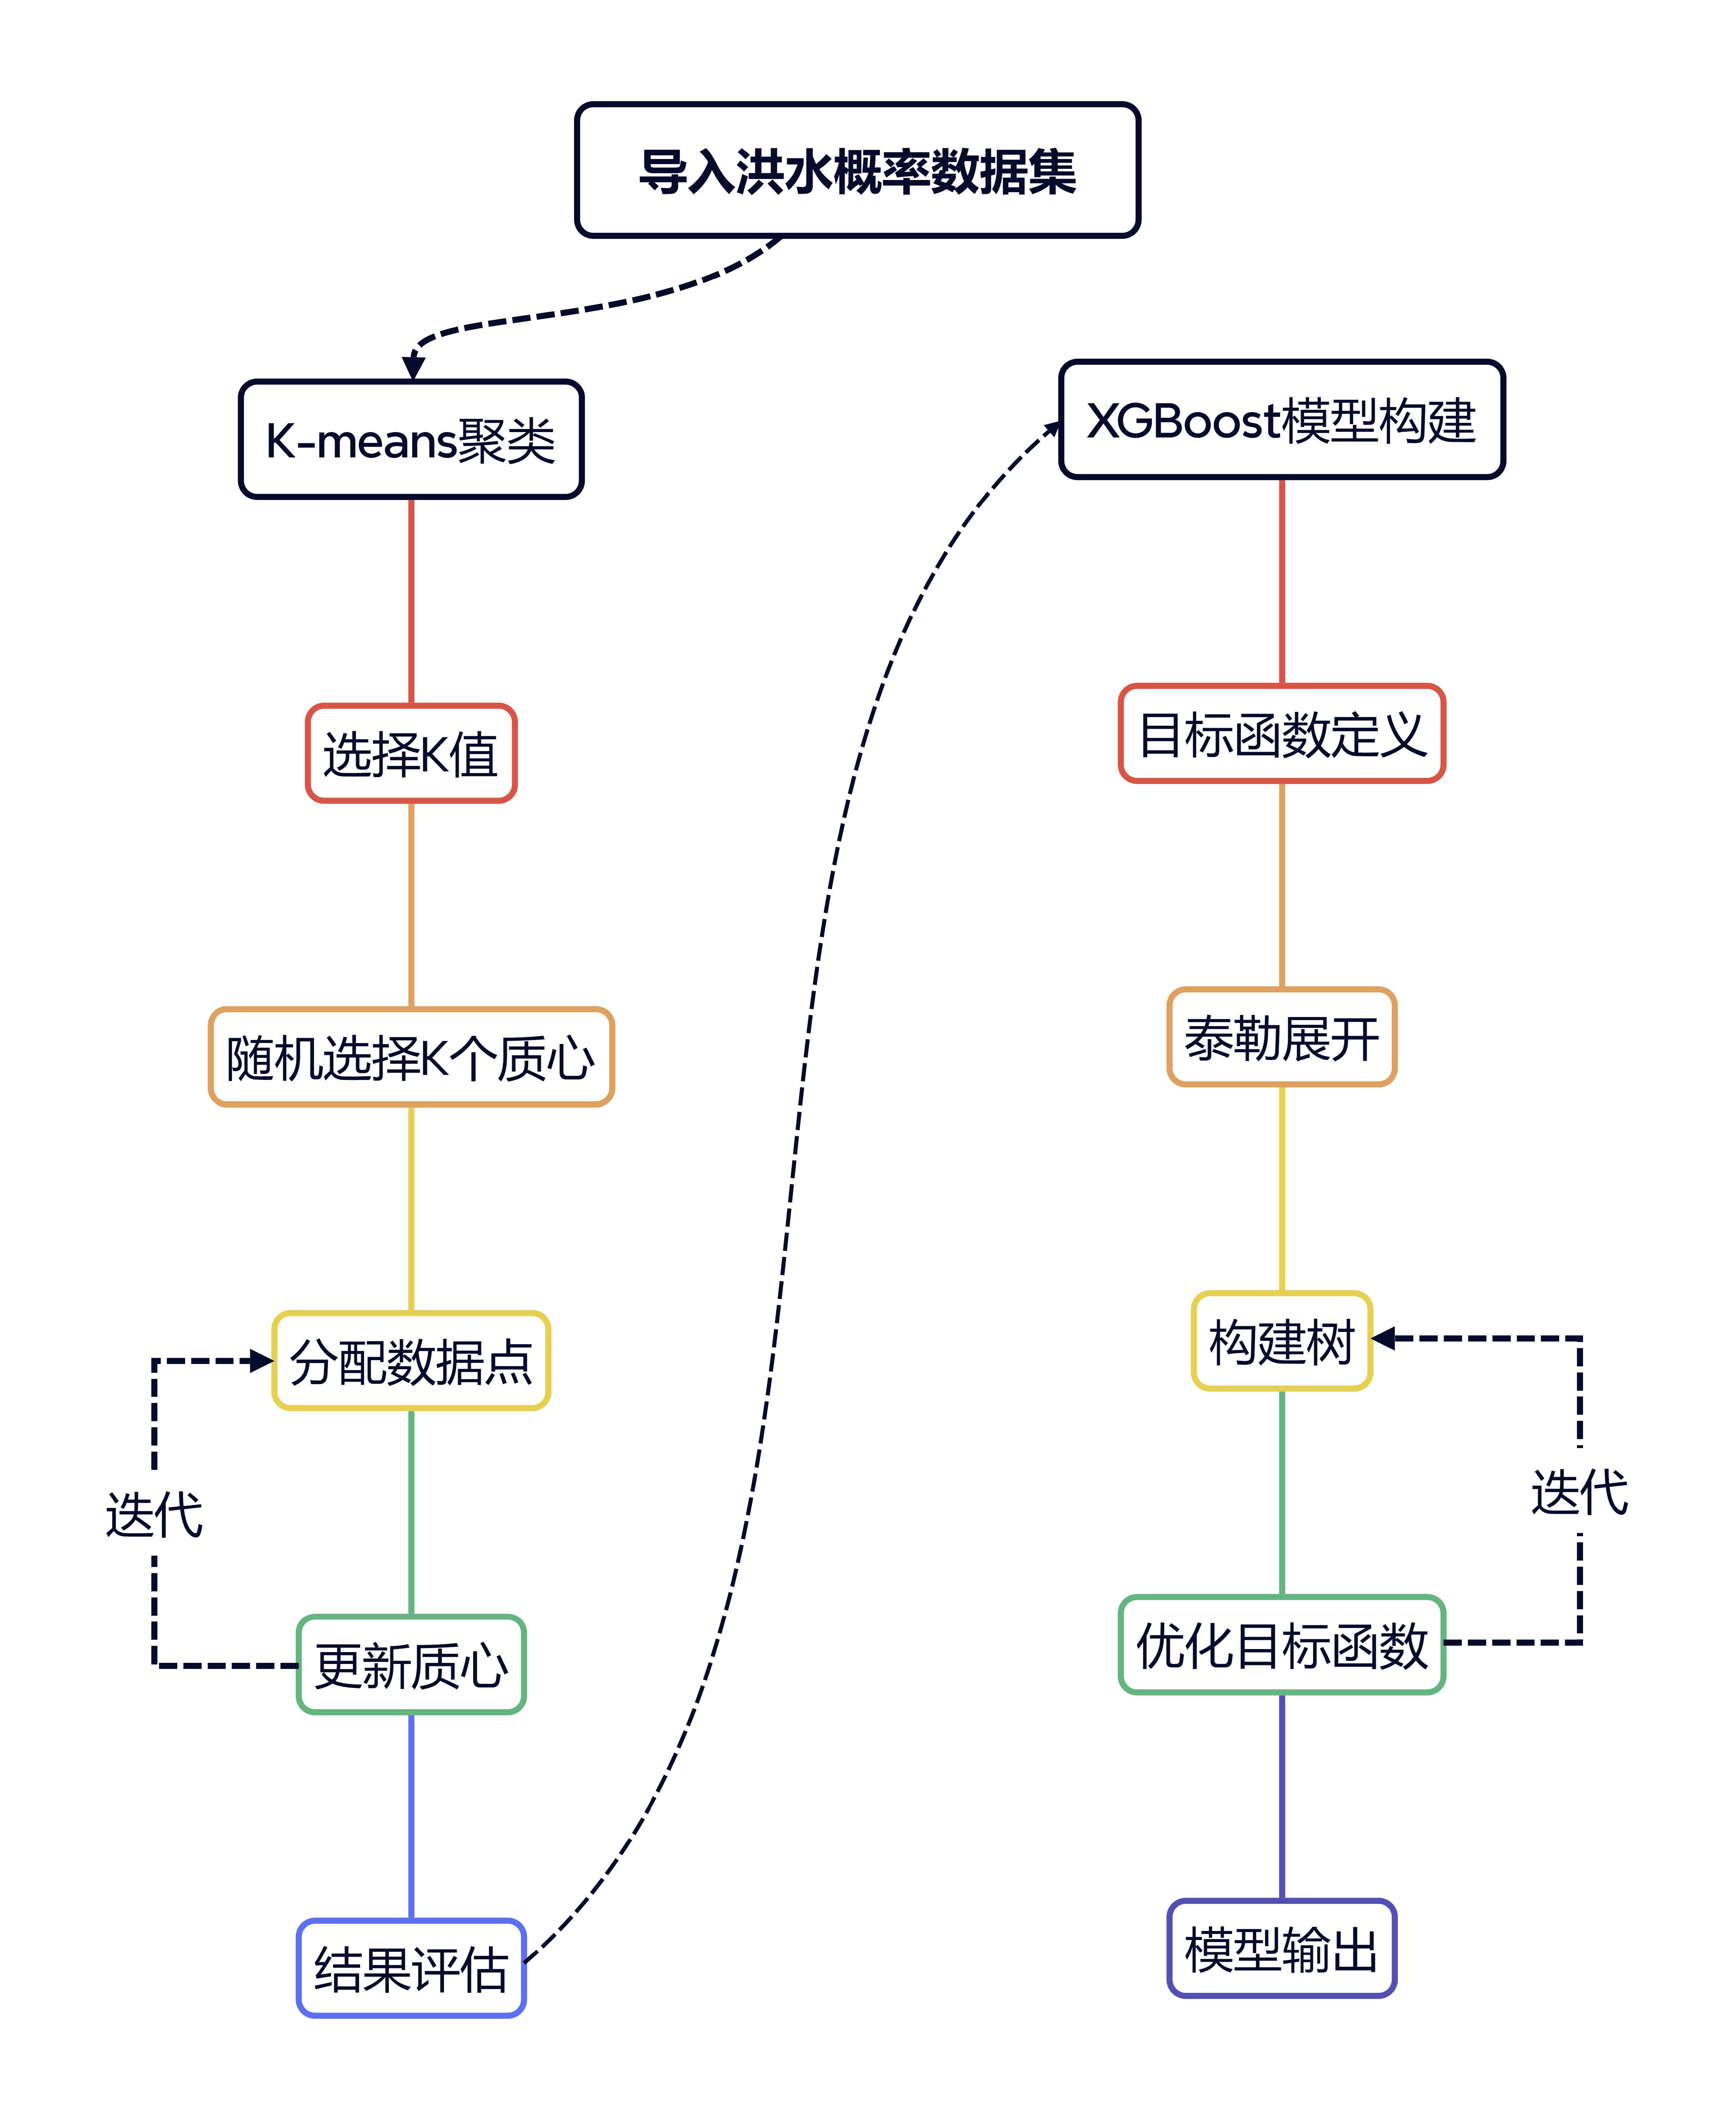 导入洪水概率数据集
K-means聚类
选择K值
随机选择K个质心
分配数据点
迭代
更新质心
结果评估
XGBoost模型构建
目标函数定义
泰勒展开
构建树
迭代
优化目标函数
模型输出